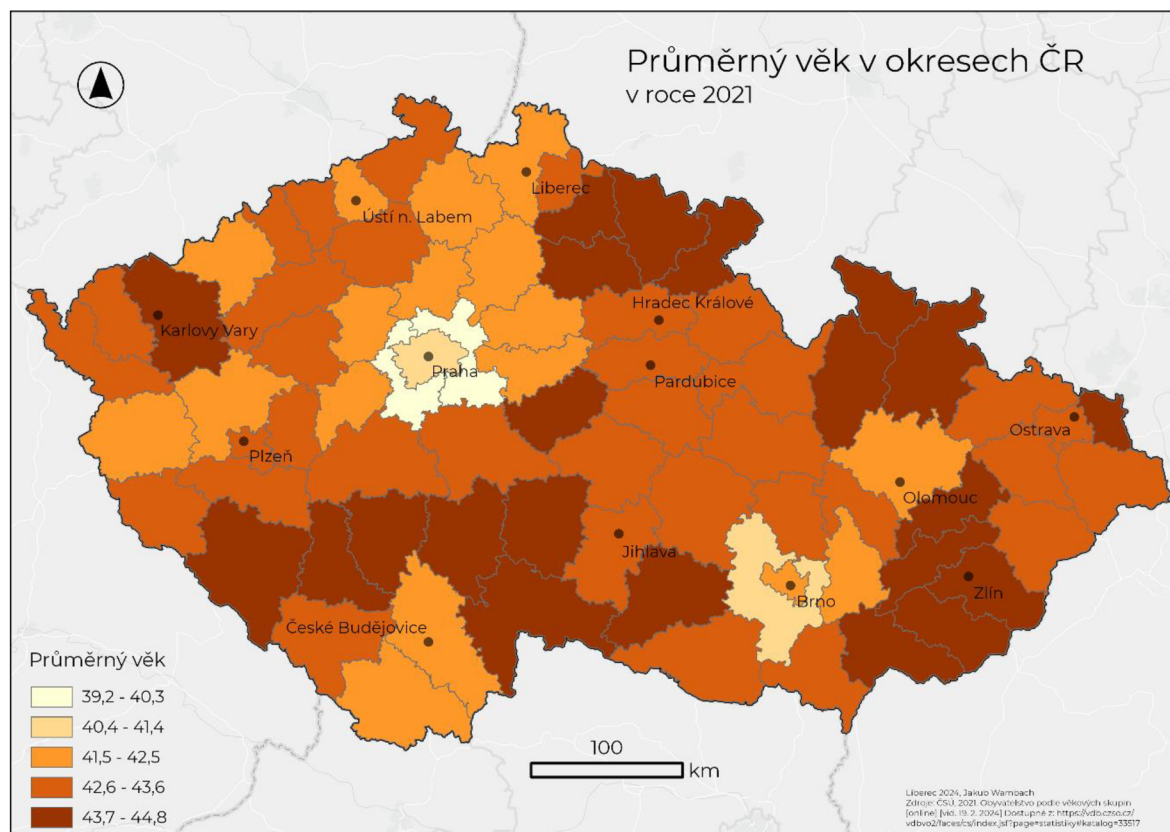 Průměrný věk v okresech ČR
v roce 2021
Liberec
Ústí n. Labem
Karlovy Vary
Hradec Králové
Praha
Pardubice
Ostrava
Plzeň
Olomouc
Jihlava
Brno
Zlín
České Budějovice
Průměrný věk
39,2 - 40,3
40,4 - 41,4
41,5 - 42,5
42,6 - 43,6
43,7 - 44,8
100
km
Liberec 2024, Jakub Wambach
Zdroje: ČSÚ, 2021. Obyvatelstvo podle věkových skupin
[online] [vid. 19. 2. 2024] Dostupné z: https://vdb.czso.cz/
vdbvo2/faces/cs/index.jsf?page=statistiky#katalog=33517